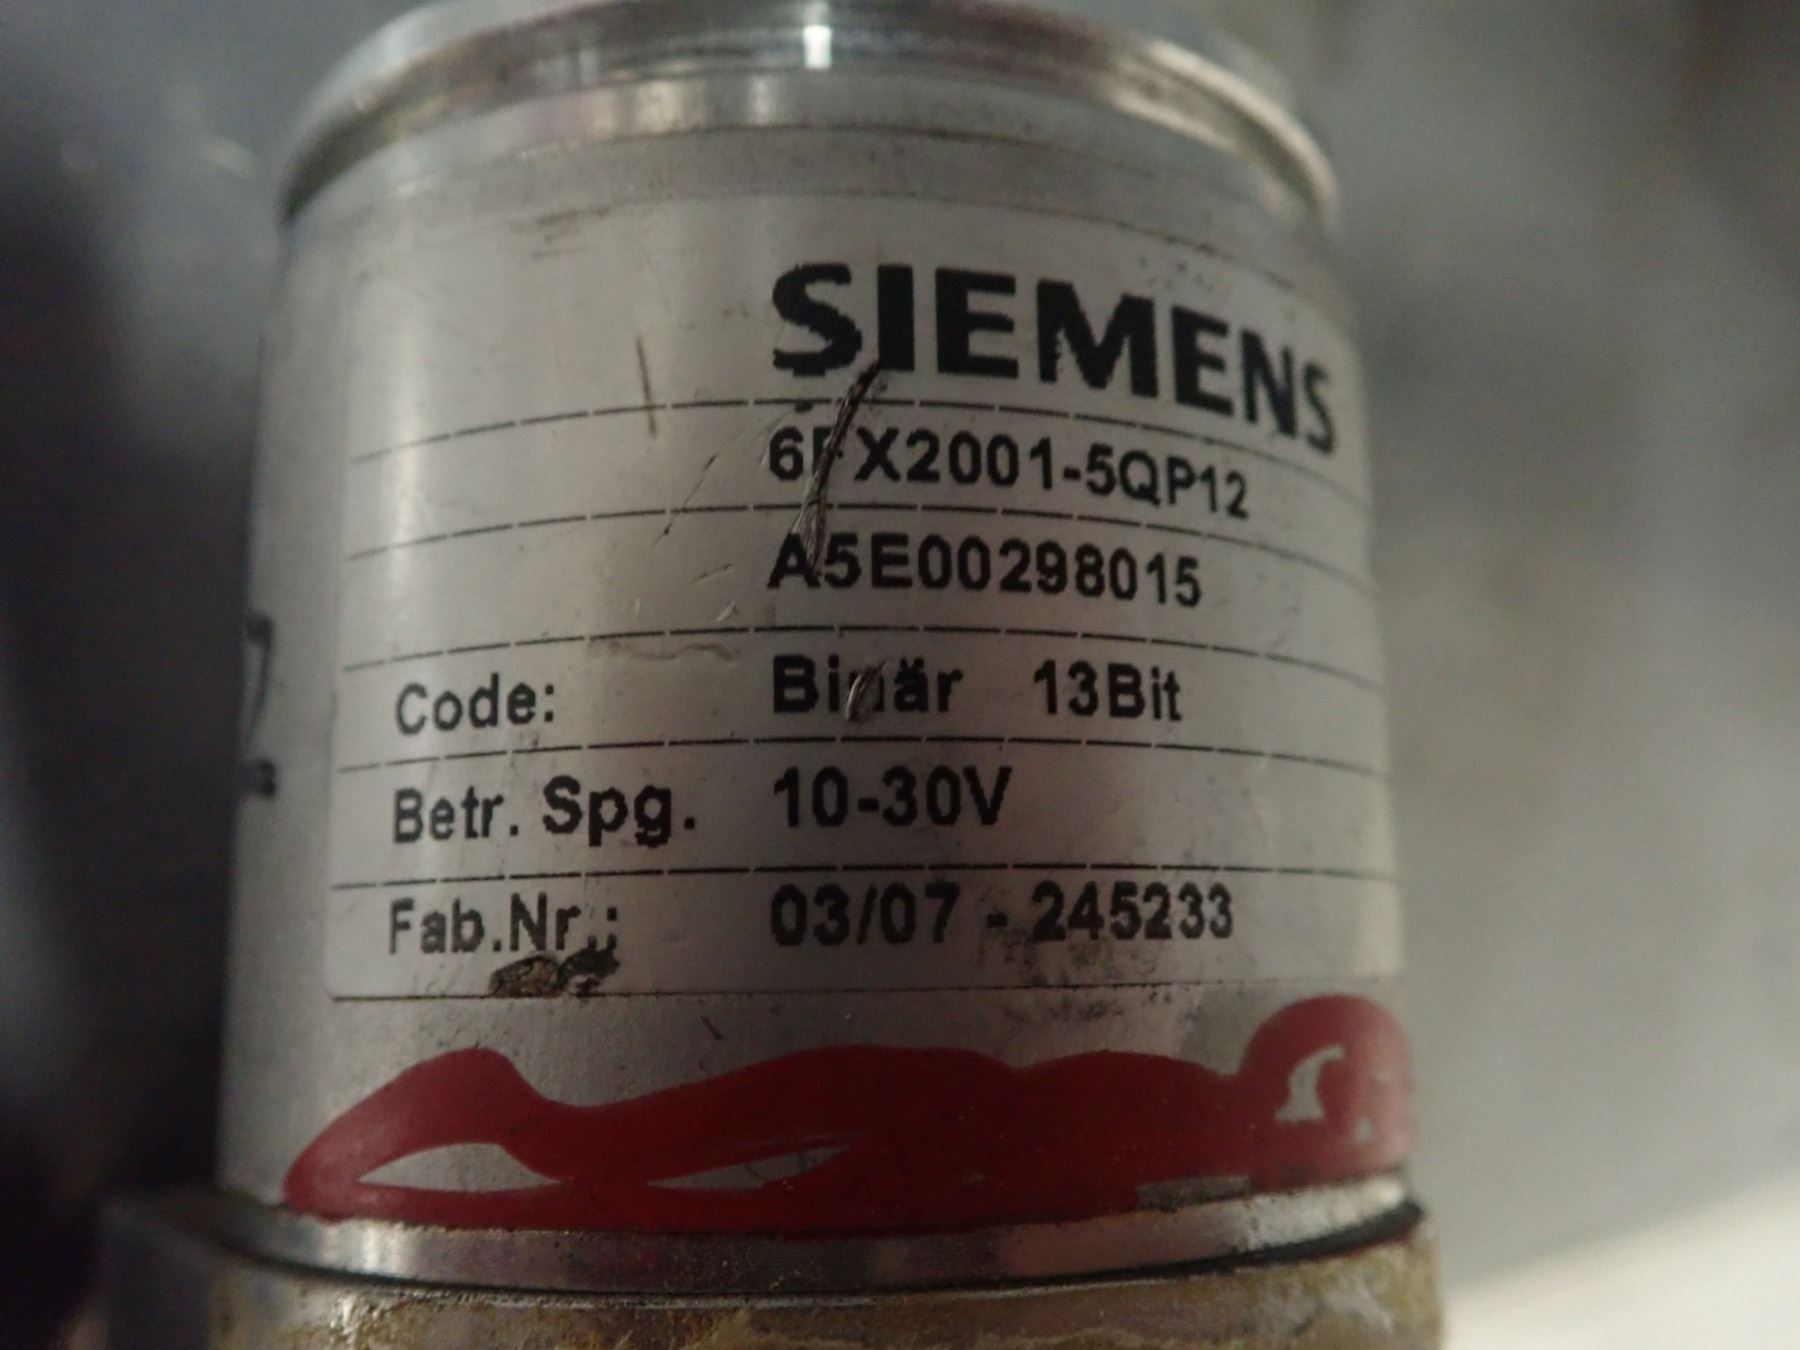 SIEMENS
6FX2001-5QP12
A5E00298015
Code: Binär 13Bit
Betr. Spg. 10-30V
Fab.Nr.: 03/07 - 245233